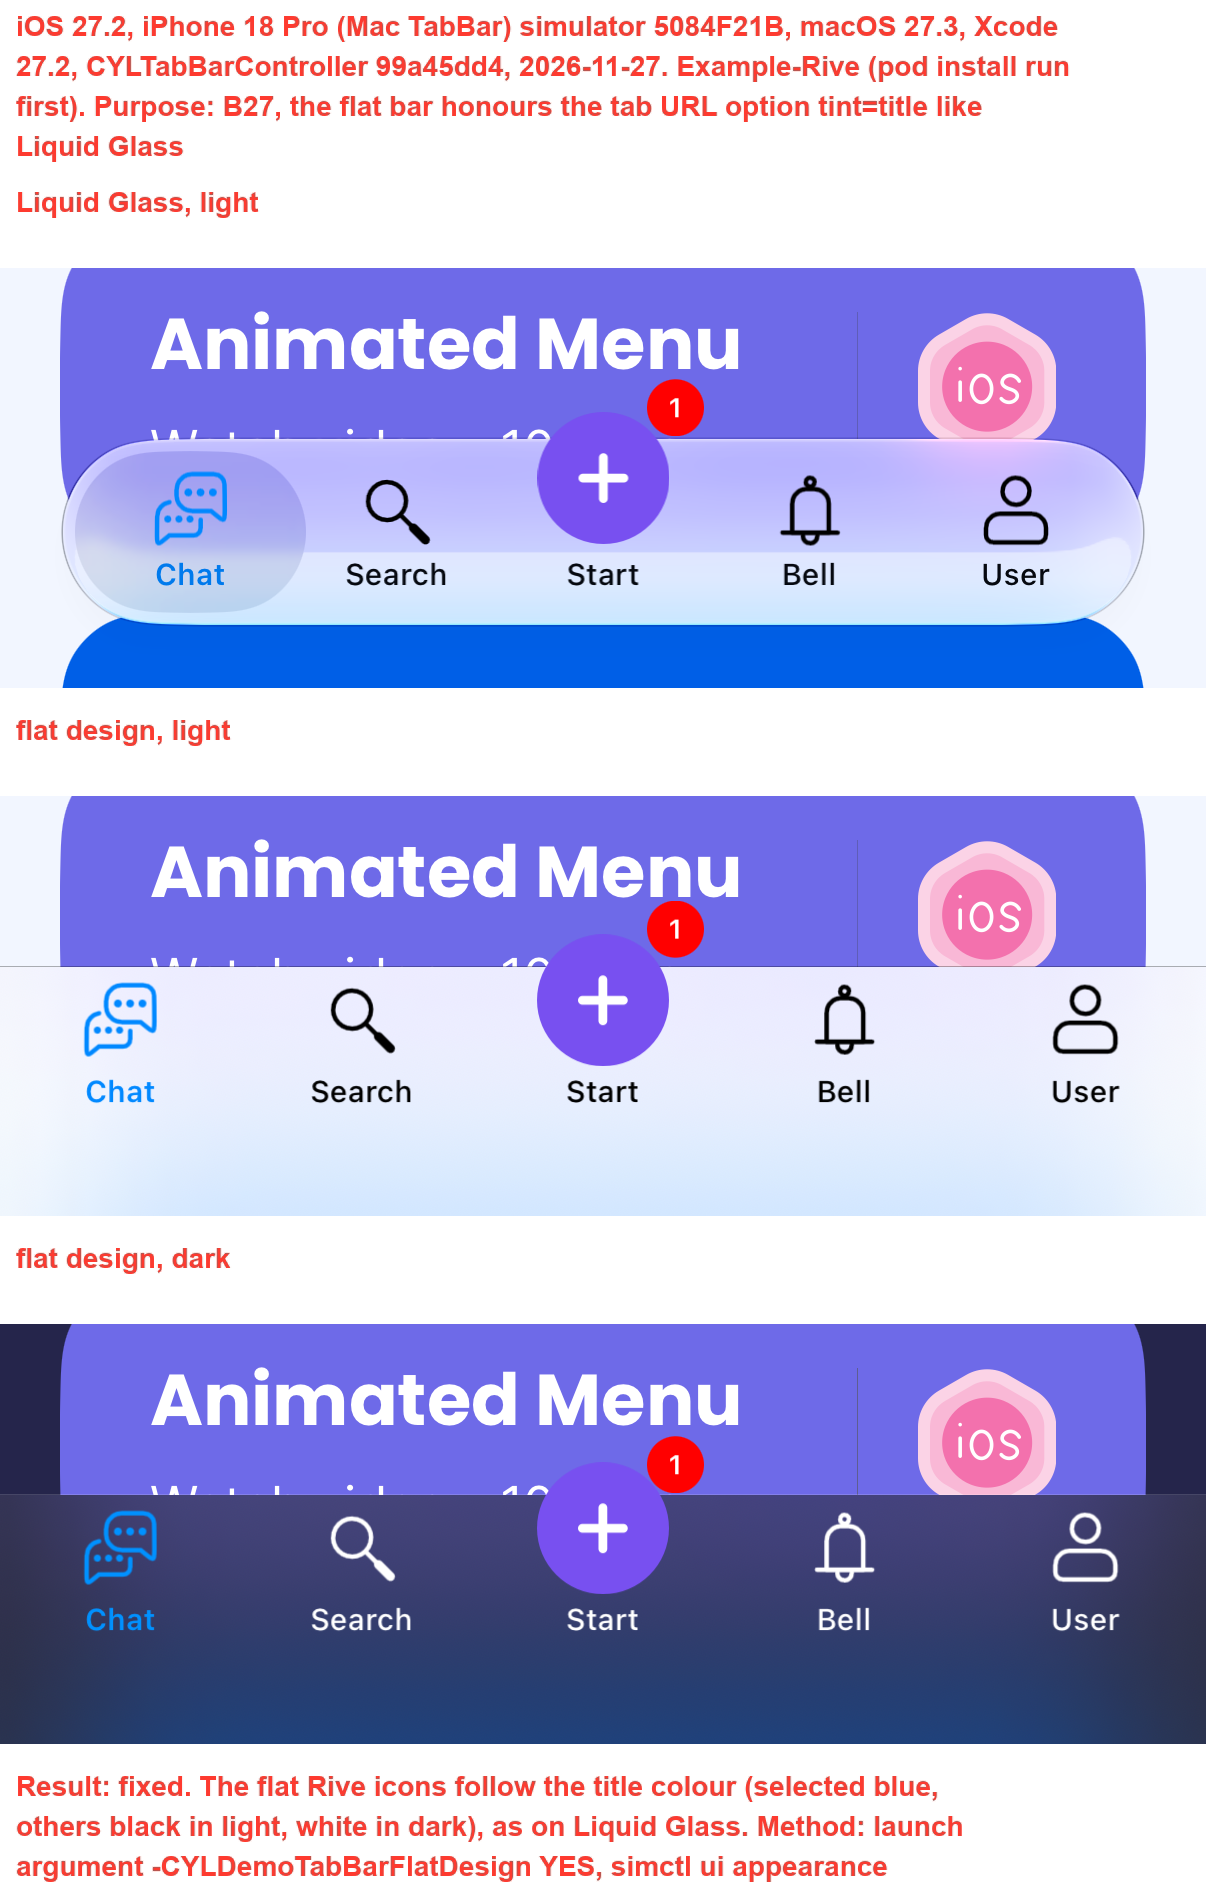 iOS 27.2, iPhone 18 Pro (Mac TabBar) simulator 5084F21B, macOS 27.3, Xcode
27.2, CYLTabBarController 99a45dd4, 2026-11-27. Example-Rive (pod install run
first). Purpose: B27, the flat bar honours the tab URL option tint=title like
Liquid Glass
Liquid Glass, light
Animated Menu
iOS
1
Chat Search Start Bell User
flat design, light
Animated Menu
iOS
1
Chat Search Start Bell User
flat design, dark
Animated Menu
iOS
1
Chat Search Start Bell User
Result: fixed. The flat Rive icons follow the title colour (selected blue,
others black in light, white in dark), as on Liquid Glass. Method: launch
argument -CYLDemoTabBarFlatDesign YES, simctl ui appearance